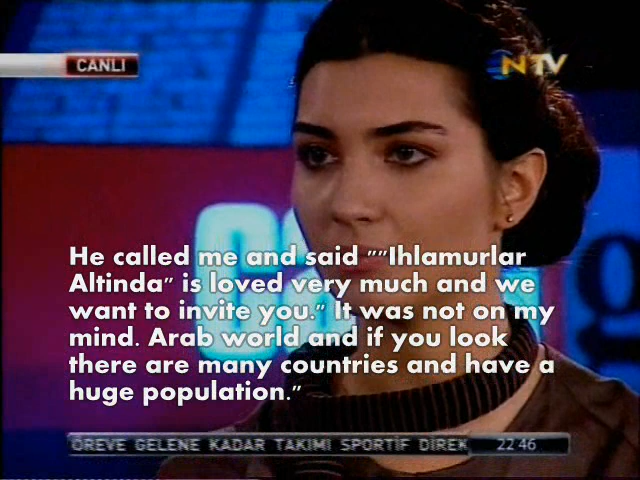 CANLI
NTV
He called me and said ””Ihlamurlar
Altinda” is loved very much and we
want to invite you.” It was not on my
mind. Arab world and if you look
there are many countries and have a
huge population.”
ÖREVE GELENE KADAR TAKIMI SPORTİF DİREK
22 46